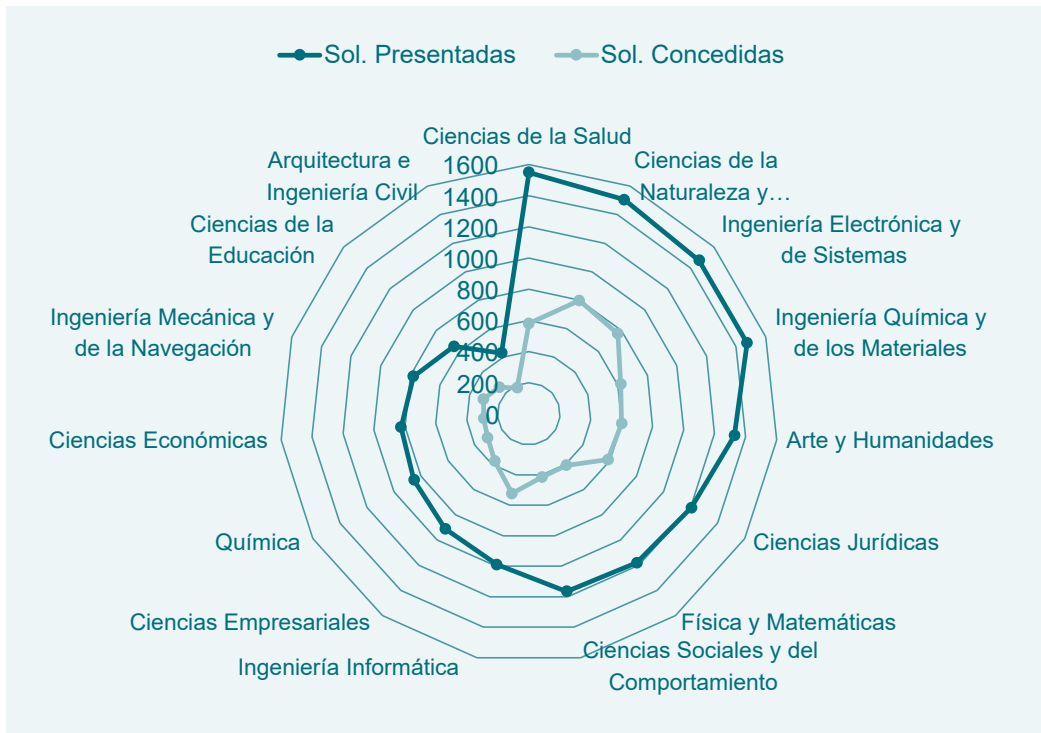 Sol. Presentadas
Sol. Concedidas
Ciencias de la Salud
Ciencias de la
Naturaleza y…
Ingeniería Electrónica y
de Sistemas
Ingeniería Química y
de los Materiales
Arte y Humanidades
Ciencias Jurídicas
Física y Matemáticas
Ciencias Sociales y del
Comportamiento
Ingeniería Informática
Ciencias Empresariales
Química
Ciencias Económicas
Ingeniería Mecánica y
de la Navegación
Ciencias de la
Educación
Arquitectura e
Ingeniería Civil
1600
1400
1200
1000
800
600
400
200
0